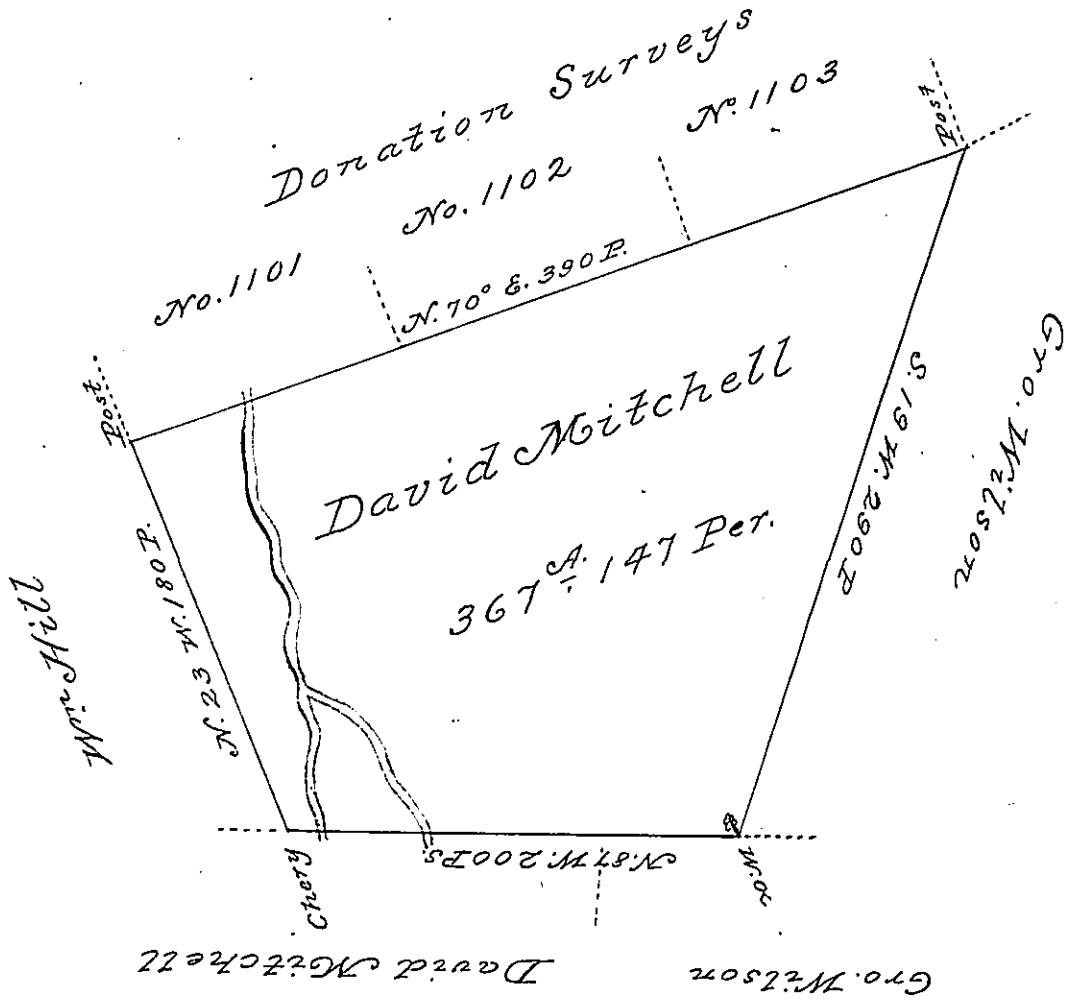 Donation Surveys
No. 1101
No. 1102
No. 1103
Post
Post
N. 70° E. 390 P.
David Mitchell
367 A. ÷ 147 Per.
Wm Hill
N. 23 W. 180 P.
S. 19 W. 290 P
Geo. Wilson
Chery
N. 87. W. 200 Ps.
W.O.
David Mitchell
Geo. Wilson